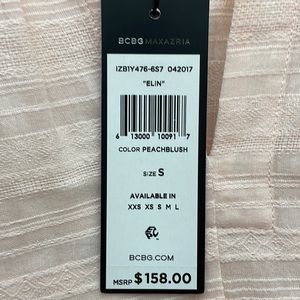 BCBGMAXAZRIA
IZB1Y476-6S7 042017
"ELIN"
6 13000 10091 7
COLOR PEACHBLUSH
SIZE S
AVAILABLE IN
XXS XS S M L
BCBG.COM
MSRP $158.00